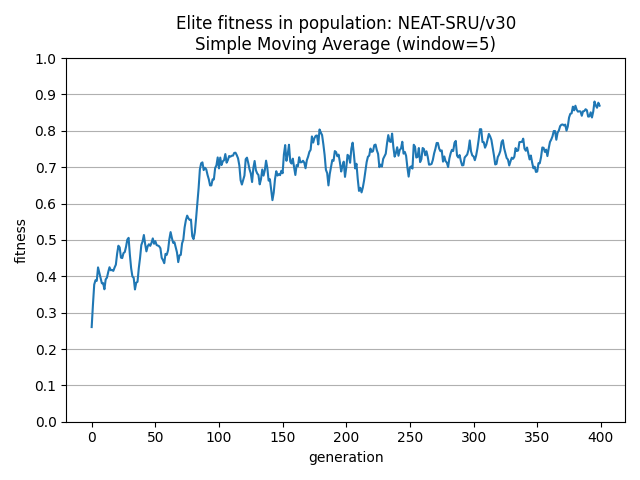 Elite fitness in population: NEAT-SRU/v30
Simple Moving Average (window=5)
1.0
0.9
0.8
0.7
0.6
0.5
0.4
0.3
0.2
0.1
0.0
fitness
0 50 100 150 200 250 300 350 400
generation